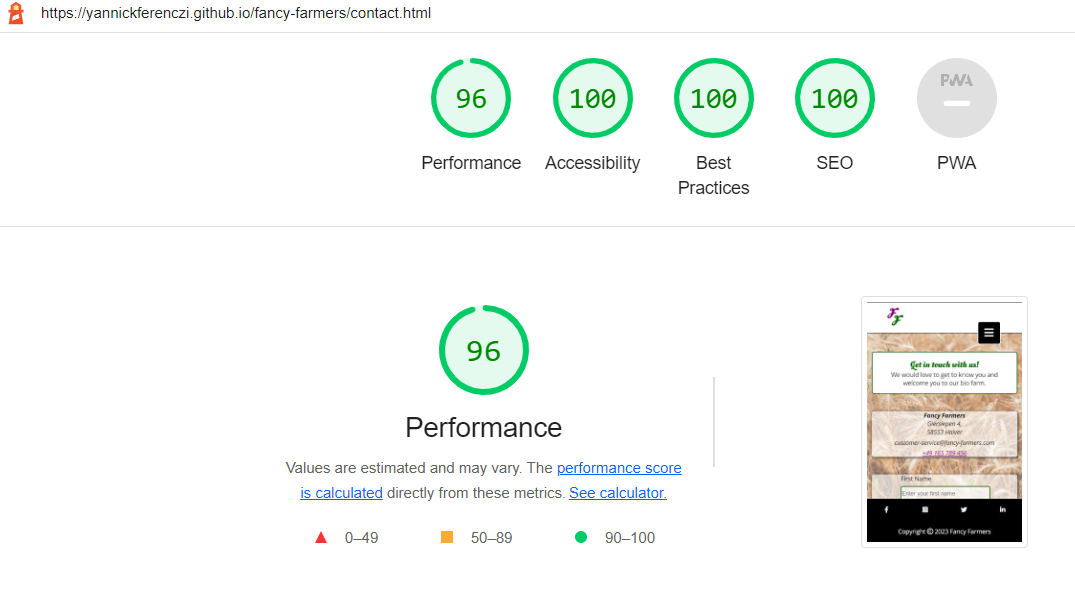 https://yannickferenczi.github.io/fancy-farmers/contact.html
96
100
100
100
PWA
Performance
Accessibility
Best
Practices
SEO
PWA
96
Performance
Values are estimated and may vary. The performance score
is calculated directly from these metrics. See calculator.
0–49
50–89
90–100
FF
Get in touch with us!
We would love to get to know you and
welcome you to our bio farm.
Fancy Farmers
58553 Halver
customer-service@fancy-farmers.com
+49 163 789 456
First Name
Enter your first name
Copyright © 2023 Fancy Farmers